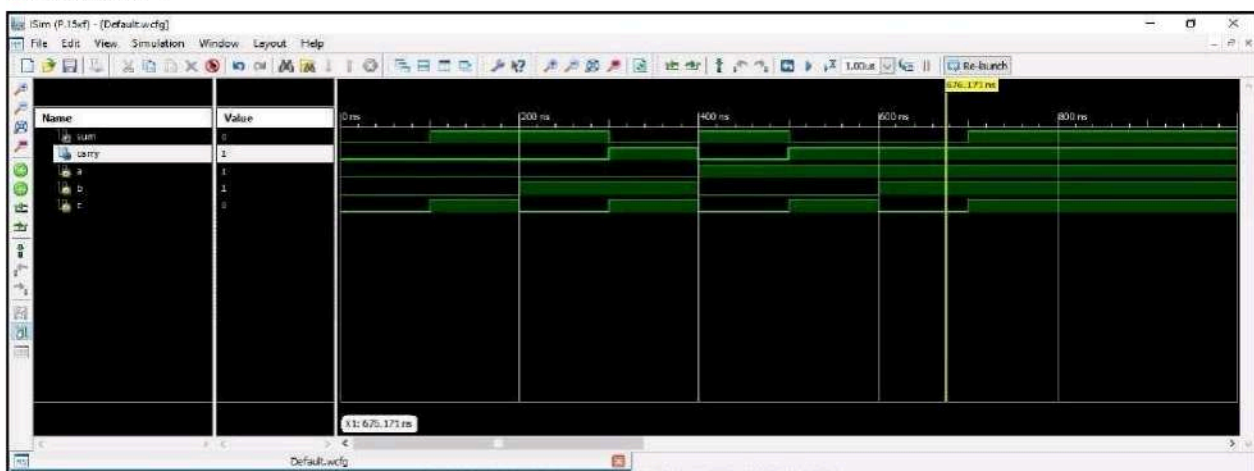 ISim (P.15xf) - [Default.wcfg]
File Edit View Simulation Window Layout Help
1.00us Re-launch
676.171 ns
Name Value 0 ns 200 ns 400 ns 600 ns 800 ns
sum 0
carry 1
a 1
b 1
c 0
X1: 676.171 ns
Default.wcfg